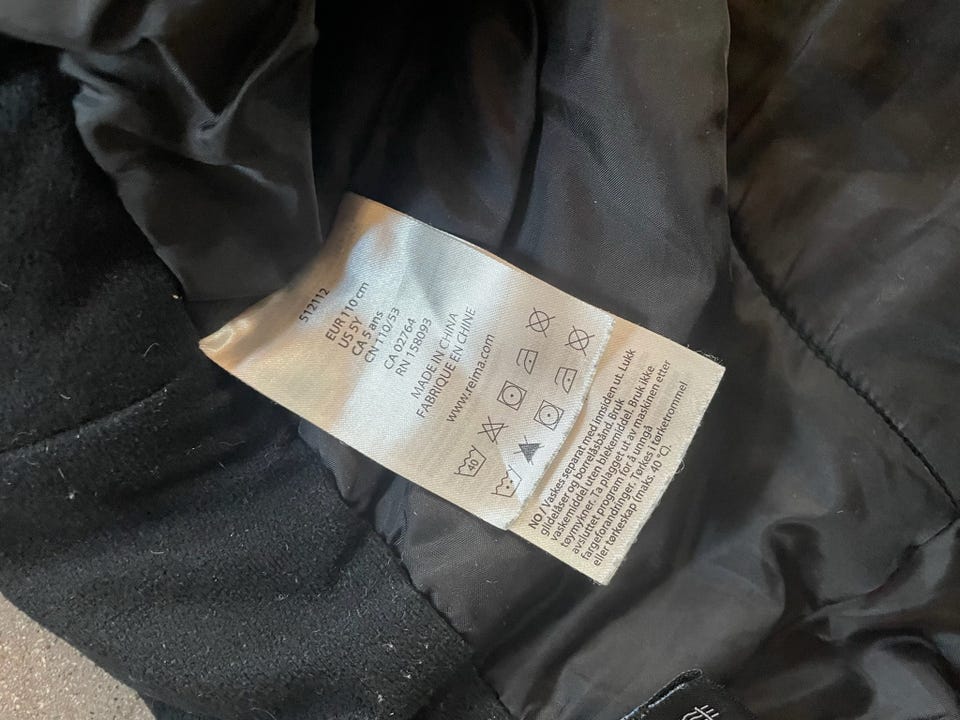 512112
EUR 110 cm
US 5Y
CA 5 ans
CN 110/53
CA 02764
RN 158093
MADE IN CHINA
FABRIQUE EN CHINE
www.reima.com
40
NO / Vaskes separat med innsiden ut. Lukk
glidelåser og borrelåsbånd. Bruk
vaskemiddel uten blekemiddel. Bruk ikke
tøymykner. Ta plagget ut av maskinen etter
avsluttet program for å unngå
fargeforandringer. Tørkes i tørketrommel
eller tørkeskap (maks. 40 °C).